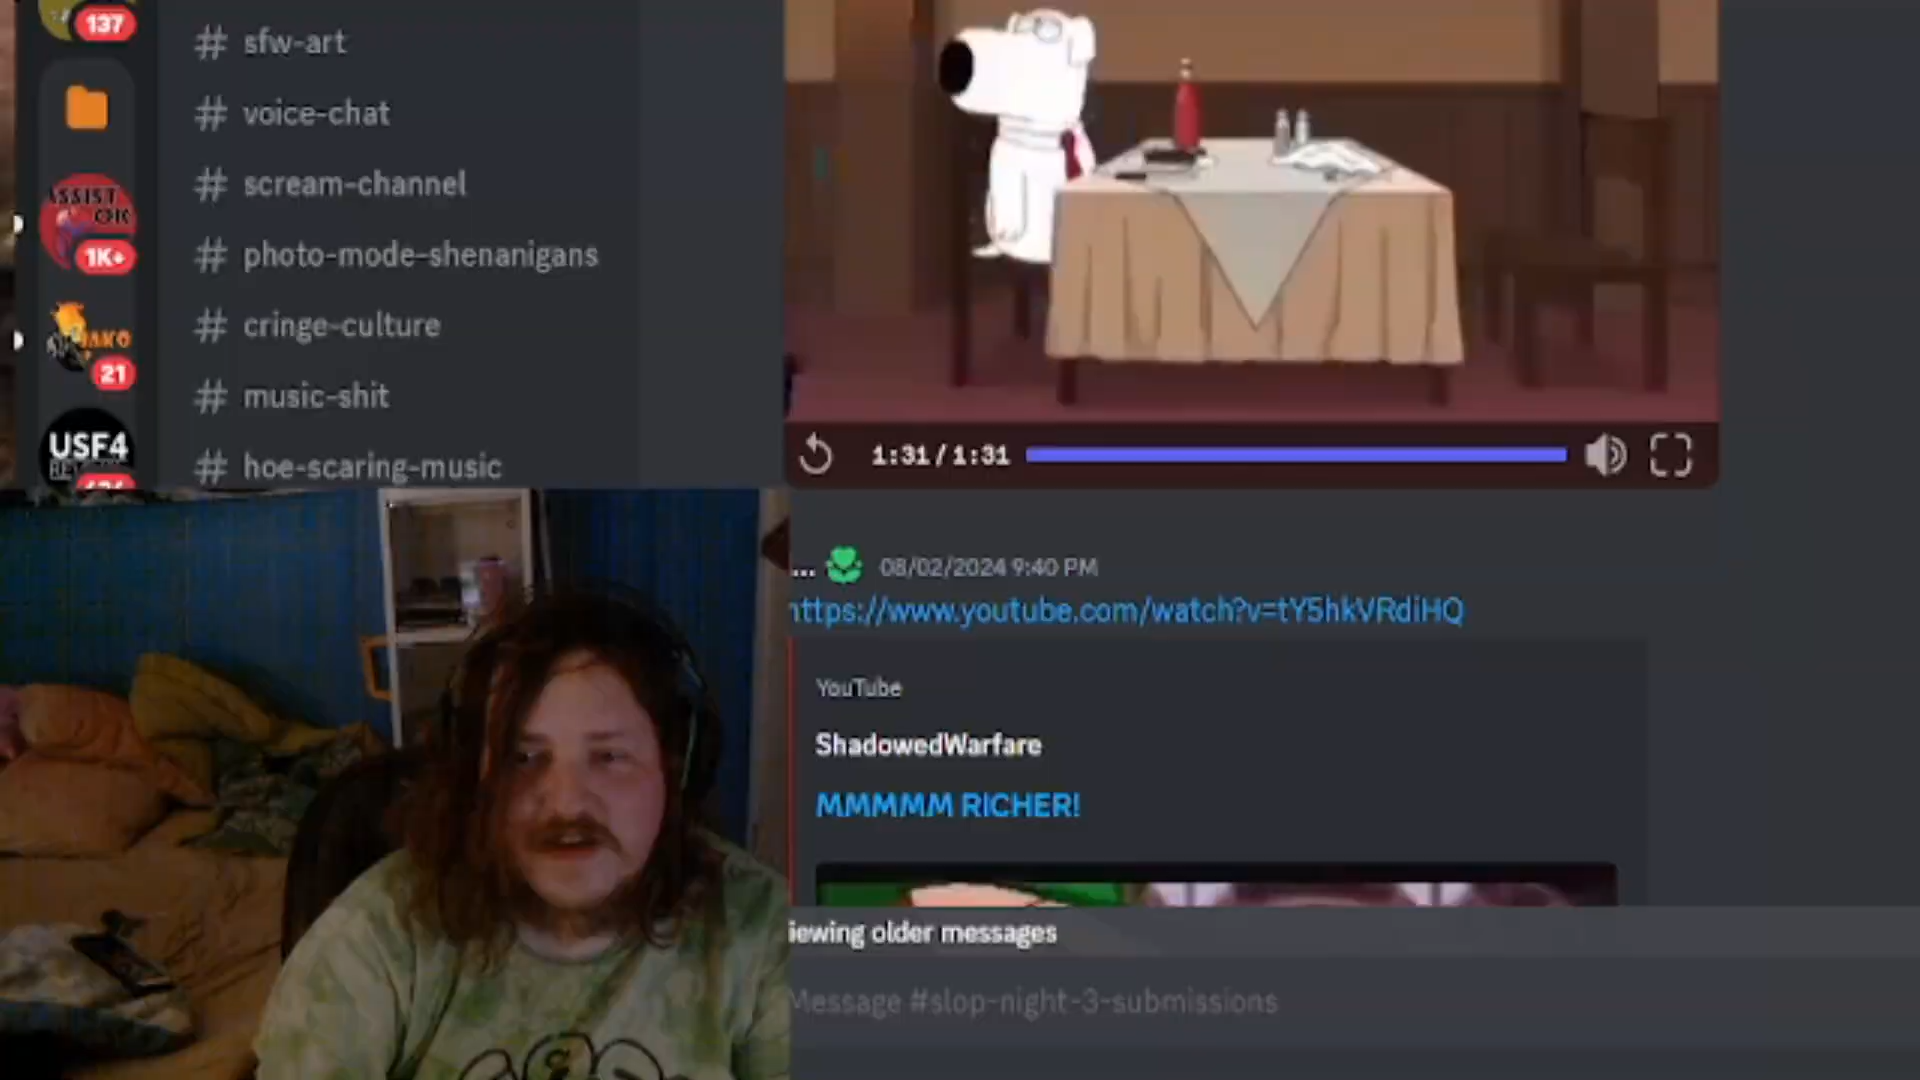 137
# sfw-art
# voice-chat
# scream-channel
1K+
# photo-mode-shenanigans
# cringe-culture
21
# music-shit
USF4
# hoe-scaring-music
1:31 / 1:31
... 08/02/2024 9:40 PM
https://www.youtube.com/watch?v=tY5hkVRdiHQ
YouTube
ShadowedWarfare
MMMMM RICHER!
iewing older messages
Message #slop-night-3-submissions